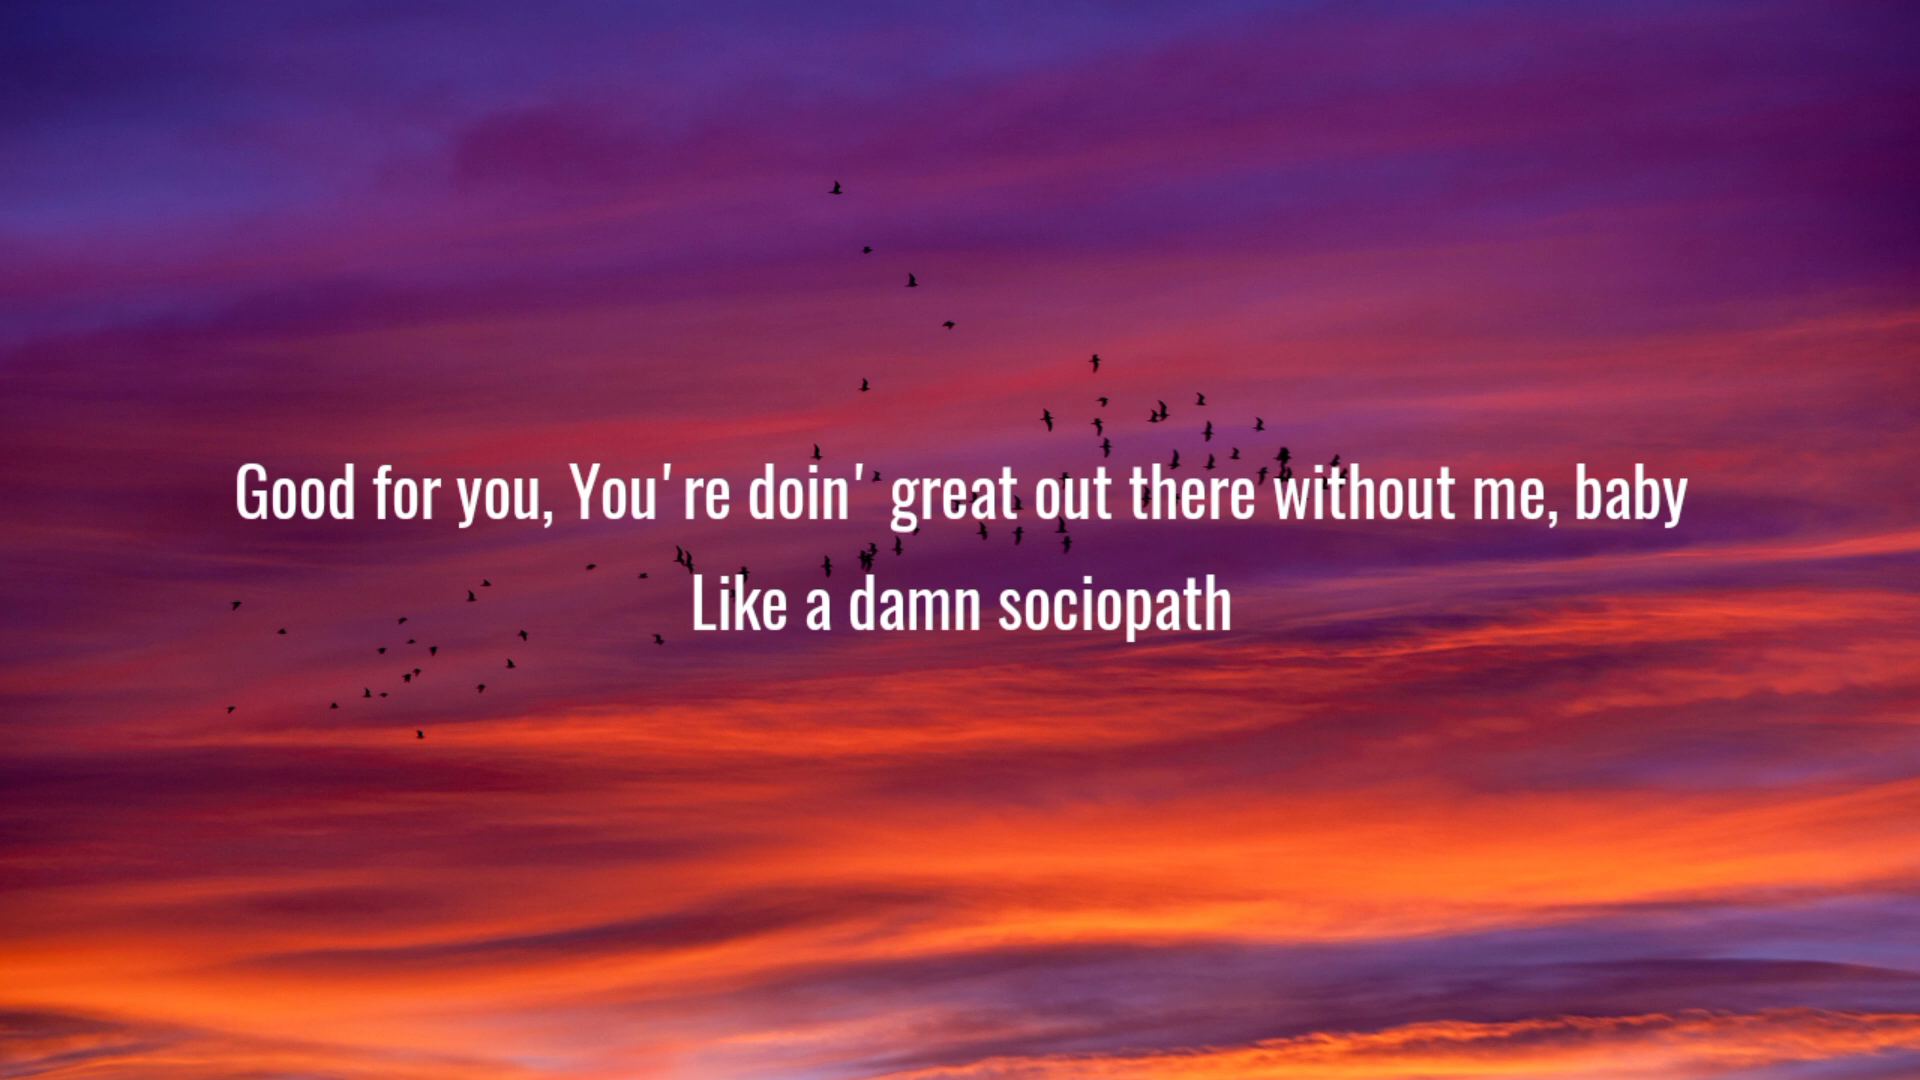 Good for you, You're doin' great out there without me, baby
Like a damn sociopath